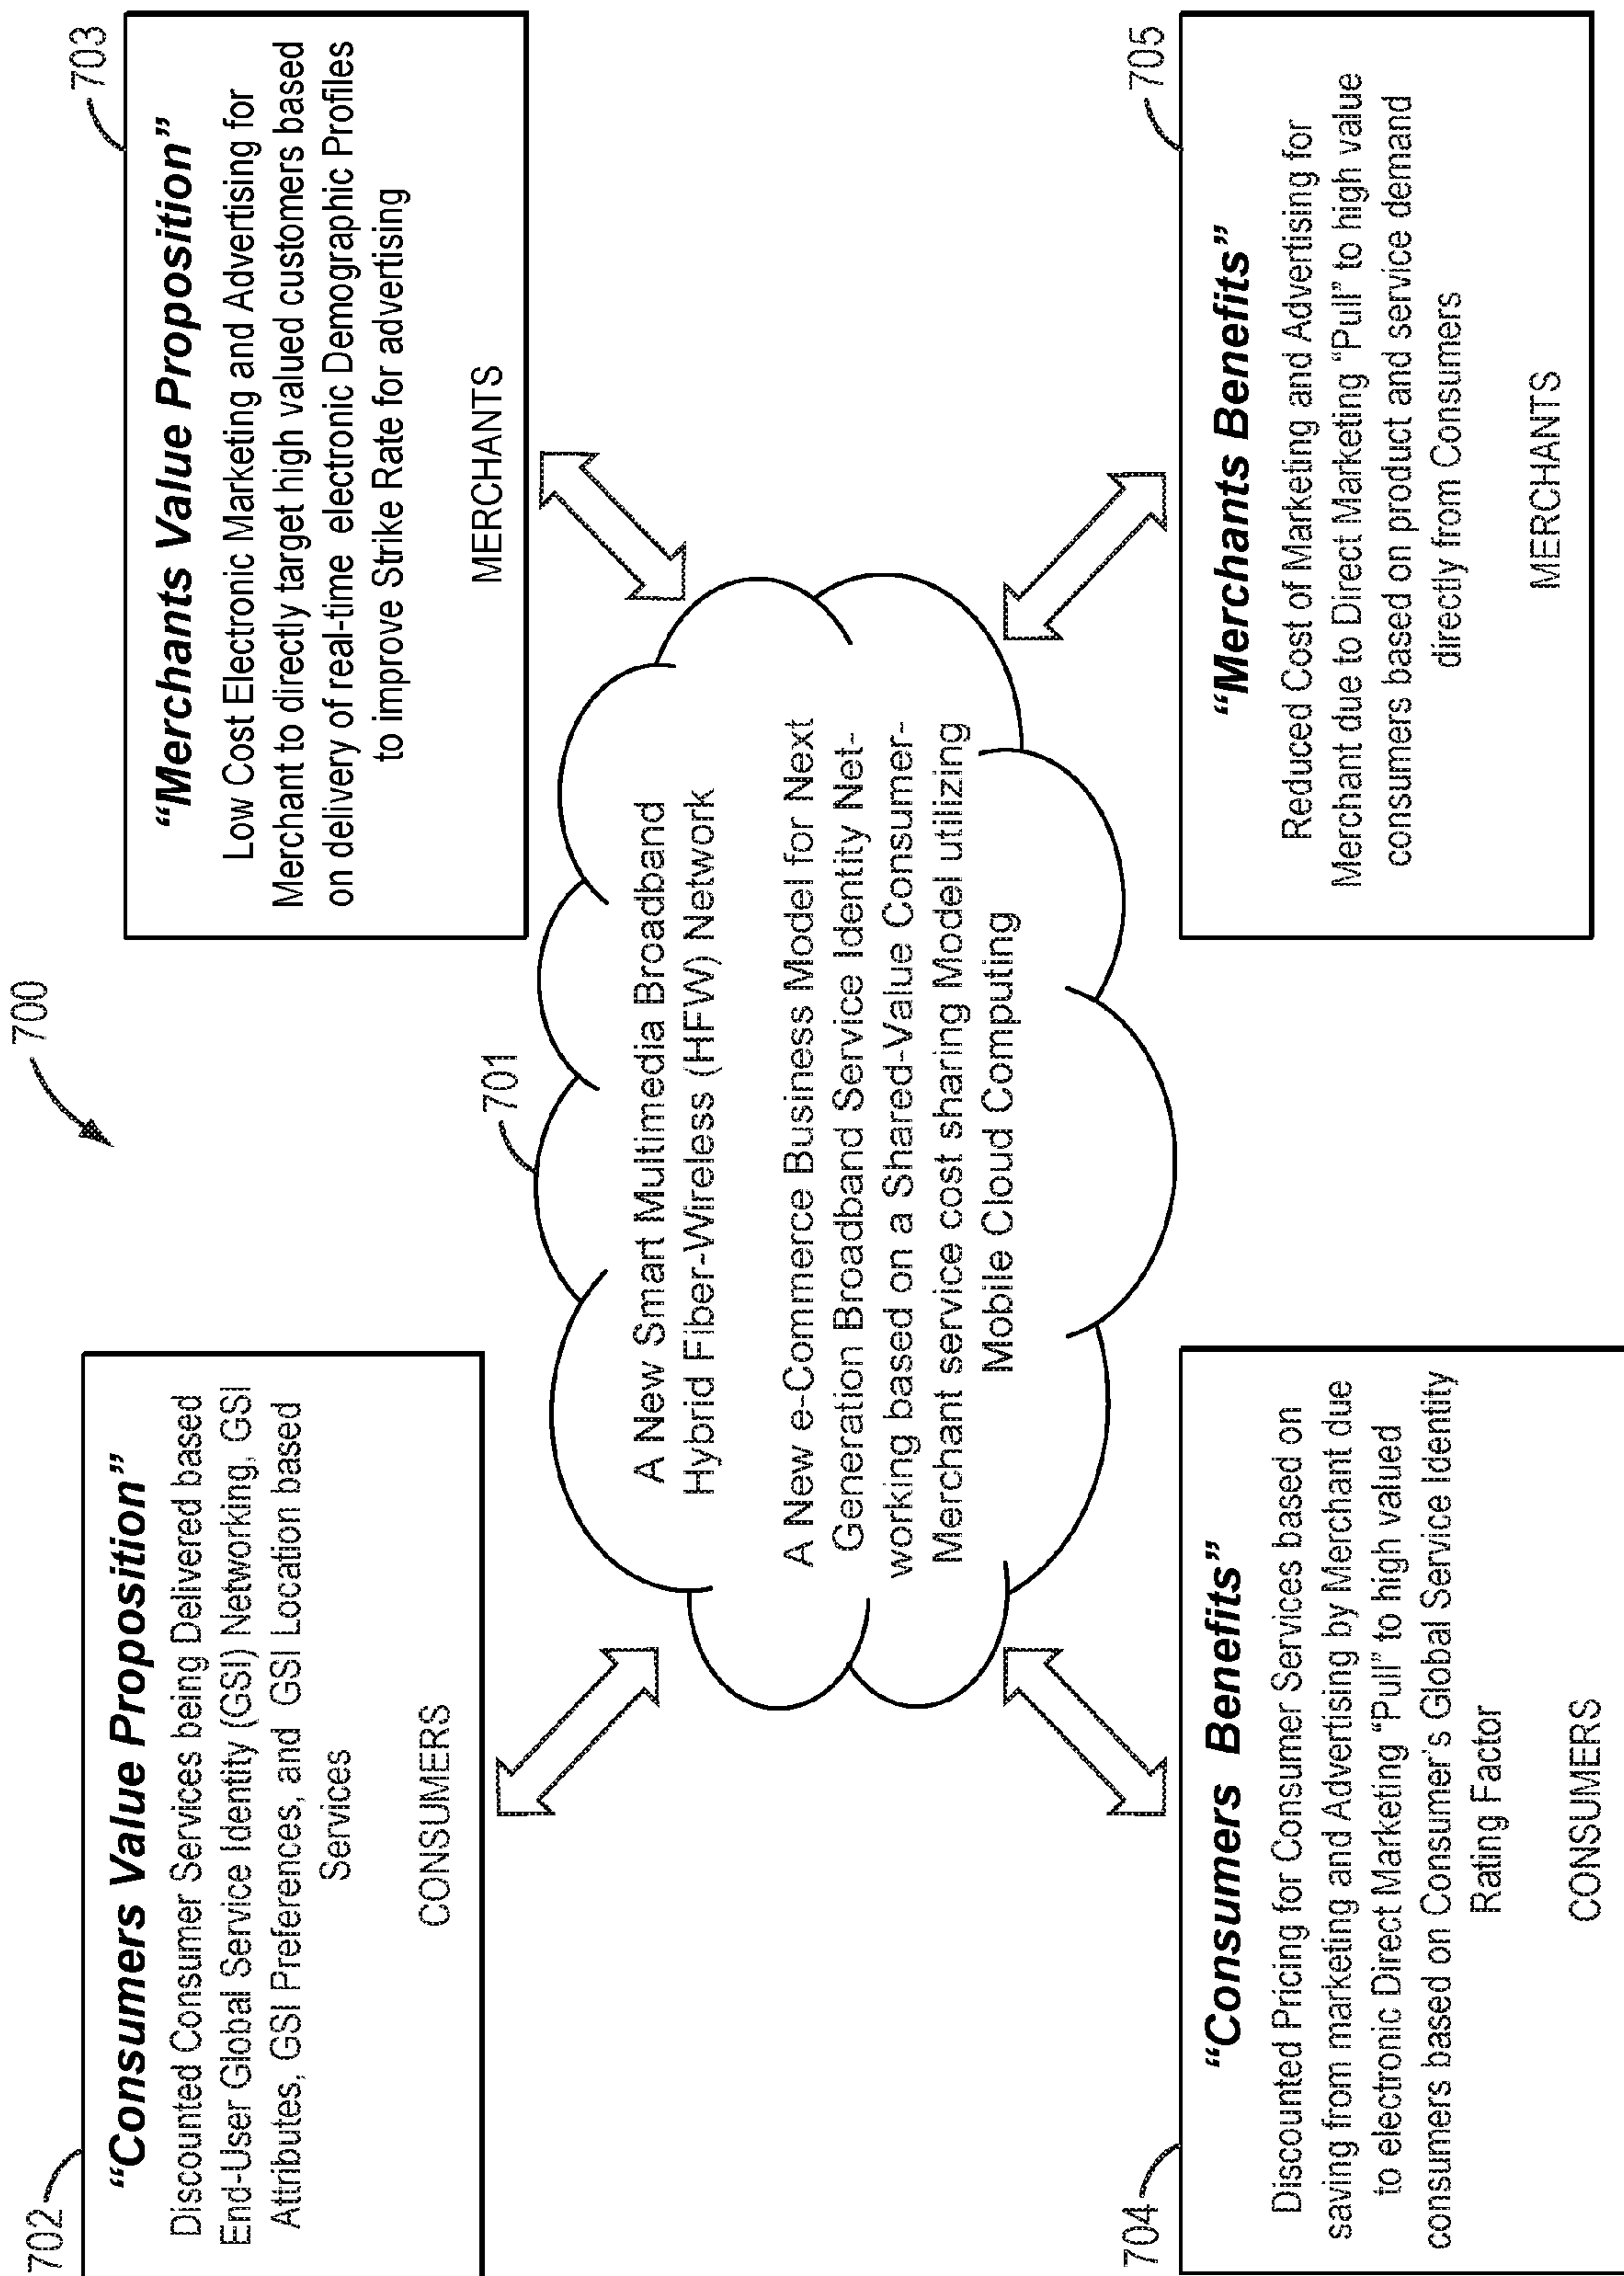 700
702
"Consumers Value Proposition"
Discounted Consumer Services being Delivered based
End-User Global Service Identity (GSI) Networking, GSI
Attributes, GSI Preferences, and GSI Location based
Services
CONSUMERS
703
"Merchants Value Proposition"
Low Cost Electronic Marketing and Advertising for
Merchant to directly target high valued customers based
on delivery of real-time electronic Demographic Profiles
to improve Strike Rate for advertising
MERCHANTS
701
A New Smart Multimedia Broadband
Hybrid Fiber-Wireless (HFW) Network
A New e-Commerce Business Model for Next
Generation Broadband Service Identity Net-
working based on a Shared-Value Consumer-
Merchant service cost sharing Model utilizing
Mobile Cloud Computing
704
"Consumers Benefits"
Discounted Pricing for Consumer Services based on
saving from marketing and Advertising by Merchant due
to electronic Direct Marketing "Pull" to high valued
consumers based on Consumer's Global Service Identity
Rating Factor
CONSUMERS
705
"Merchants Benefits"
Reduced Cost of Marketing and Advertising for
Merchant due to Direct Marketing "Pull" to high value
consumers based on product and service demand
directly from Consumers
MERCHANTS